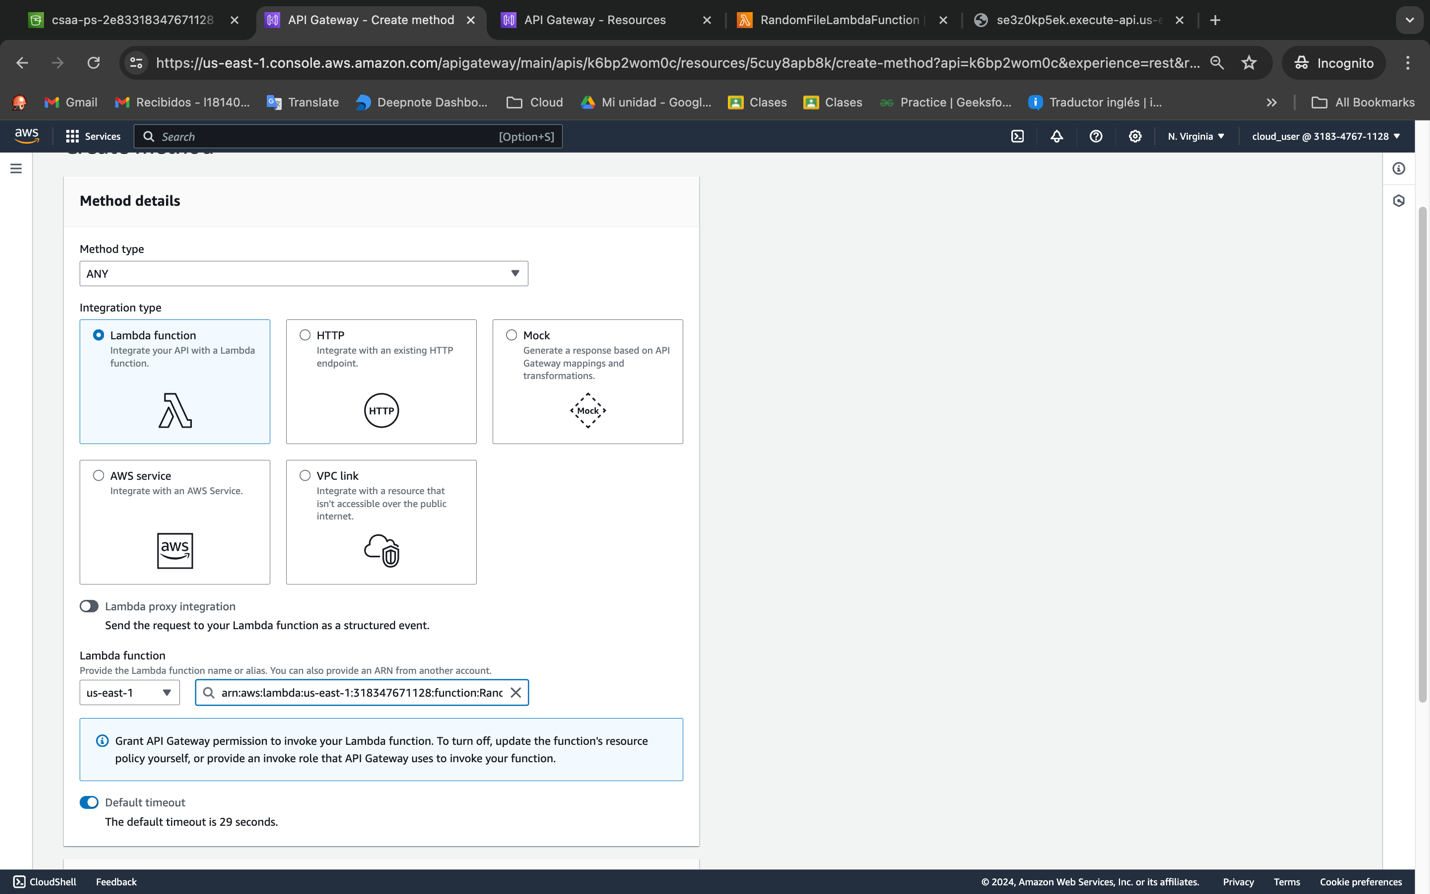 csaa-ps-2e83318347671128
API Gateway - Create method
API Gateway - Resources
RandomFileLambdaFunction
se3z0kp5ek.execute-api.us-e
https://us-east-1.console.aws.amazon.com/apigateway/main/apis/k6bp2wom0c/resources/5cuy8apb8k/create-method?api=k6bp2wom0c&experience=rest&r...
Incognito
Gmail
Recibidos - l18140...
Translate
Deepnote Dashbo...
Cloud
Mi unidad - Googl...
Clases
Clases
Practice | Geeksfo...
Traductor inglés | i...
»
All Bookmarks
aws
Services
Search
[Option+S]
N. Virginia
cloud_user @ 3183-4767-1128
Create method
Method details
Method type
ANY
Integration type
Lambda function
Integrate your API with a Lambda
function.
HTTP
Integrate with an existing HTTP
endpoint.
HTTP
Mock
Generate a response based on API
Gateway mappings and
transformations.
Mock
AWS service
Integrate with an AWS Service.
aws
VPC link
Integrate with a resource that
isn't accessible over the public
internet.
Lambda proxy integration
Send the request to your Lambda function as a structured event.
Lambda function
Provide the Lambda function name or alias. You can also provide an ARN from another account.
us-east-1
arn:aws:lambda:us-east-1:318347671128:function:Ranc
Grant API Gateway permission to invoke your Lambda function. To turn off, update the function's resource
policy yourself, or provide an invoke role that API Gateway uses to invoke your function.
Default timeout
The default timeout is 29 seconds.
CloudShell
Feedback
© 2024, Amazon Web Services, Inc. or its affiliates.
Privacy
Terms
Cookie preferences